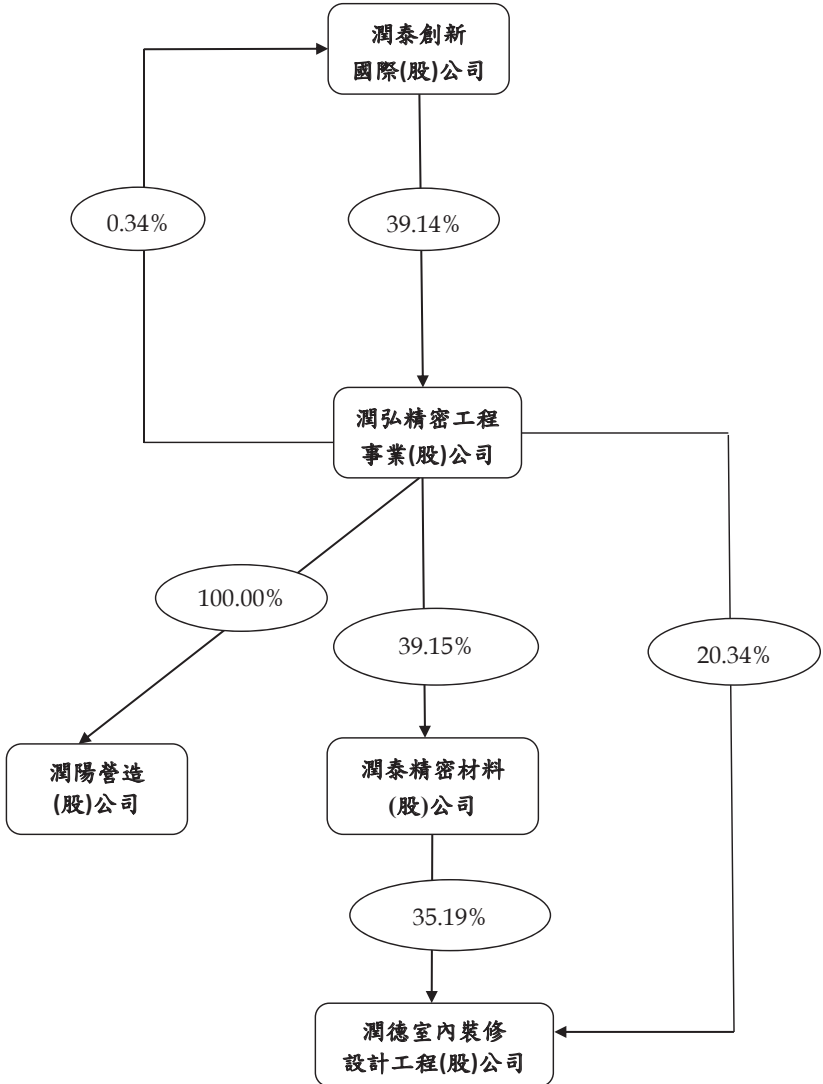 潤泰創新
國際(股)公司
0.34%
39.14%
潤弘精密工程
事業(股)公司
100.00%
39.15%
20.34%
潤陽營造
(股)公司
潤泰精密材料
(股)公司
35.19%
潤德室內裝修
設計工程(股)公司